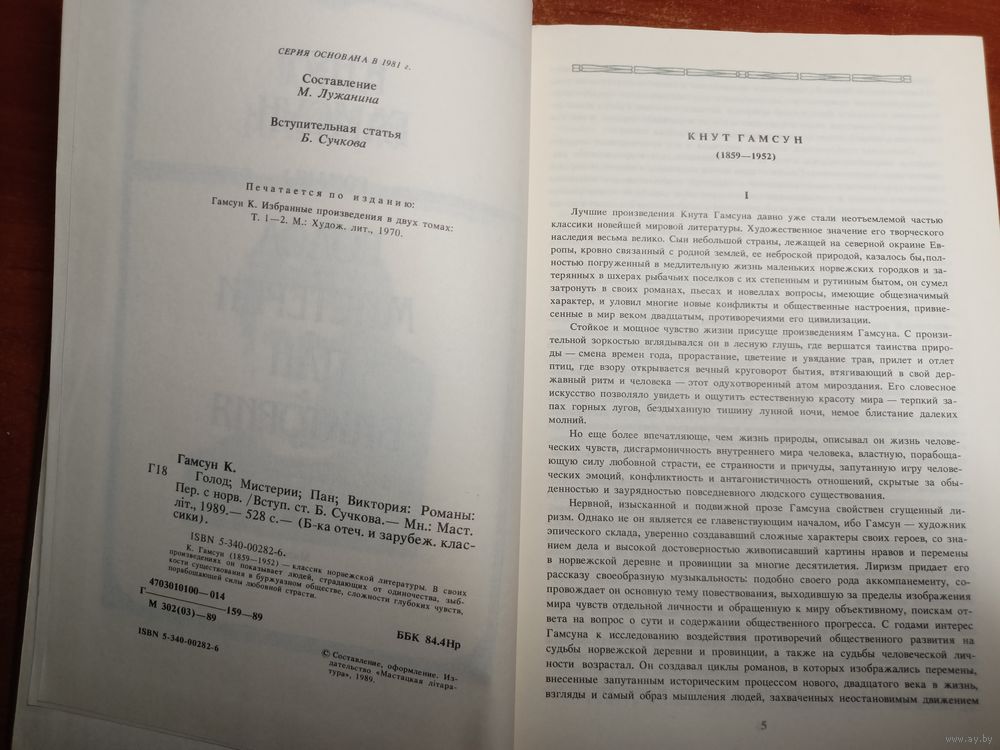 СЕРИЯ ОСНОВАНА В 1981 г.
Составление
М. Лужанина
Вступительная статья
Б. Сучкова
Печатается по изданию:
Гамсун К. Избранные произведения в двух томах:
Т. 1—2. М.: Худож. лит., 1970.
Гамсун К.
Г18 Голод; Мистерии; Пан; Виктория: Романы:
Пер. с норв. /Вступ. ст. Б. Сучкова.— Мн.: Маст.
літ., 1989.— 528 с.— (Б-ка отеч. и зарубеж. клас-
сики).
ISBN 5-340-00282-6.
К. Гамсун (1859—1952) — классик норвежской литературы. В своих
произведениях он показывает людей, страдающих от одиночества, зыб-
кости существования в буржуазном обществе, сложности глубоких чувств,
порабощающей силы любовной страсти.
4703010100—014
Г————159—89
М 302(03)—89
ББК 84.4Нр
ISBN 5-340-00282-6
© Составление, оформление. Из-
дательство «Мастацкая літара-
тура», 1989.
КНУТ ГАМСУН
(1859—1952)
I
Лучшие произведения Кнута Гамсуна давно уже стали неотъемлемой частью
классики новейшей мировой литературы. Художественное значение его творческого
наследия весьма велико. Сын небольшой страны, лежащей на северной окраине Ев-
ропы, кровно связанный с родной землей, ее неброской природой, казалось бы, пол-
ностью погруженный в медлительную жизнь маленьких норвежских городков и за-
терянных в шхерах рыбачьих поселков с их степенным и рутинным бытом, он сумел
затронуть в своих романах, пьесах и новеллах вопросы, имеющие общезначимый
характер, и уловил многие новые конфликты и общественные настроения, привне-
сенные в мир веком двадцатым, противоречиями его цивилизации.
Стойкое и мощное чувство жизни присуще произведениям Гамсуна. С пронзи-
тельной зоркостью вглядывался он в лесную глушь, где вершатся таинства приро-
ды — смена времен года, прорастание, цветение и увядание трав, прилет и отлет
птиц, где взору открывается вечный круговорот бытия, втягивающий в свой дер-
жавный ритм и человека — этот одухотворенный атом мироздания. Его словесное
искусство позволяло увидеть и ощутить естественную красоту мира — терпкий за-
пах горных лугов, бездыханную тишину лунной ночи, немое блистание далеких
молний.
Но еще более впечатляюще, чем жизнь природы, описывал он жизнь челове-
ческих чувств, дисгармоничность внутреннего мира человека, властную, порабоща-
ющую силу любовной страсти, ее странности и причуды, запутанную игру челове-
ческих эмоций, конфликтность и антагонистичность отношений, скрытые за обы-
денностью и заурядностью повседневного людского существования.
Нервной, изысканной и подвижной прозе Гамсуна свойствен сгущенный ли-
ризм. Однако не он является ее главенствующим началом, ибо Гамсун — художник
эпического склада, уверенно создававший сложные характеры своих героев, со зна-
нием дела и высокой достоверностью живописавший картины нравов и перемены
в норвежской деревне и провинции за многие десятилетия. Лиризм придает его
рассказу своеобразную музыкальность: подобно своего рода аккомпанементу, со-
провождает он основную тему повествования, выходившую за пределы изображения
мира чувств отдельной личности и обращенную к миру объективному, поискам от-
вета на вопрос о сути и содержании общественного прогресса. С годами интерес
Гамсуна к исследованию воздействия противоречий общественного развития на
судьбы норвежской деревни и провинции, а также на судьбы человеческой лич-
ности возрастал. Он создавал циклы романов, в которых изображались перемены,
внесенные запутанным историческим процессом нового, двадцатого века в жизнь,
взгляды и самый образ мышления людей, захваченных неостановимым движением
5
www.ay.by